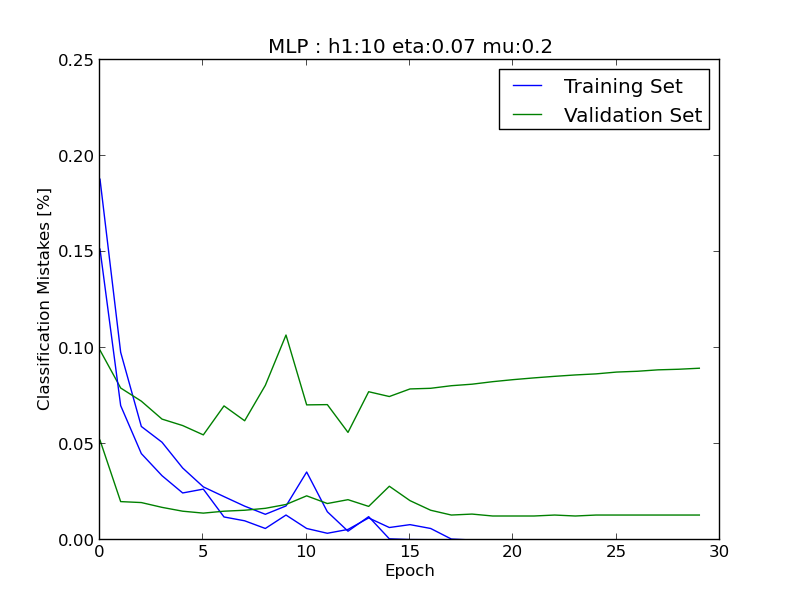 MLP : h1:10 eta:0.07 mu:0.2
0.25
0.20
0.15
0.10
0.05
0.00
Classification Mistakes [%]
Training Set
Validation Set
0 5 10 15 20 25 30
Epoch